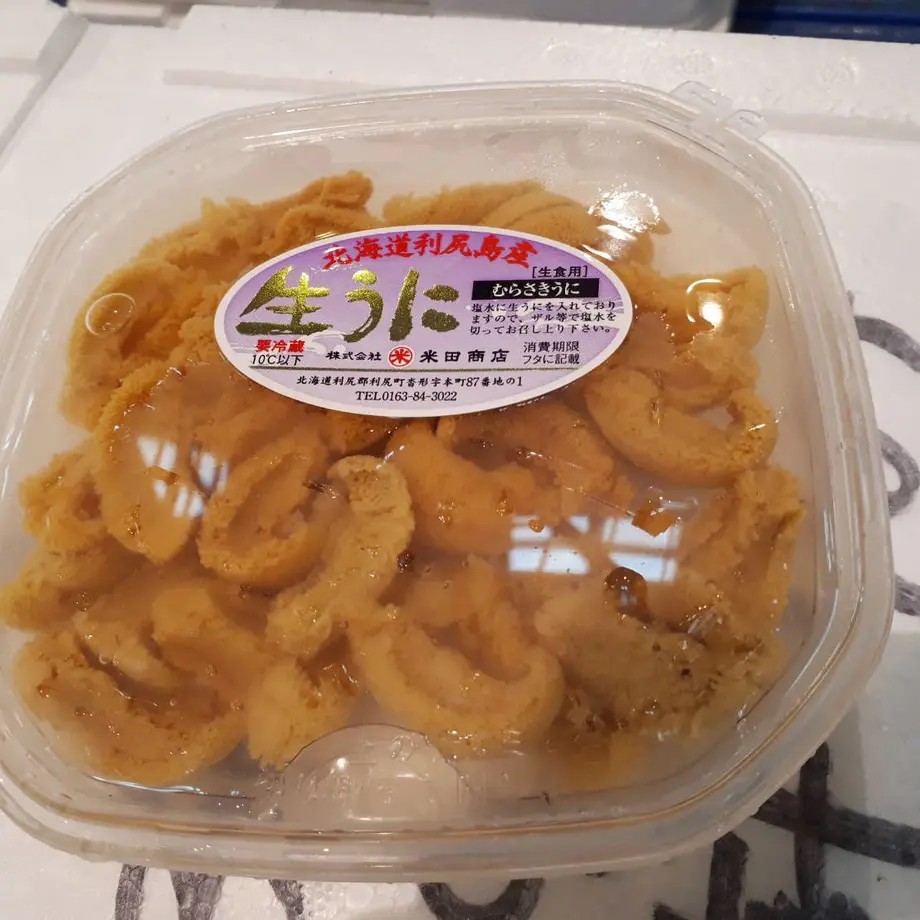 北海道利尻島産
生うに
[生食用]
むらさきうに
塩水に生うにを入れており
ますので、ザル等で塩水を
切ってお召し上り下さい。
要冷蔵
10℃以下
消費期限
フタに記載
株式会社 米 米田商店
北海道利尻郡利尻町沓形字本町87番地の1
TEL0163-84-3022